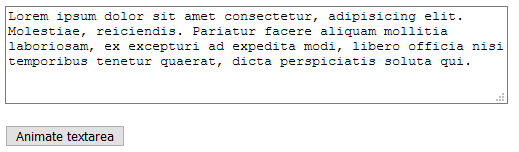 Lorem ipsum dolor sit amet consectetur, adipisicing elit.
Molestiae, reiciendis. Pariatur facere aliquam mollitia
laboriosam, ex excepturi ad expedita modi, libero officia nisi
temporibus tenetur quaerat, dicta perspiciatis soluta qui.
Animate textarea